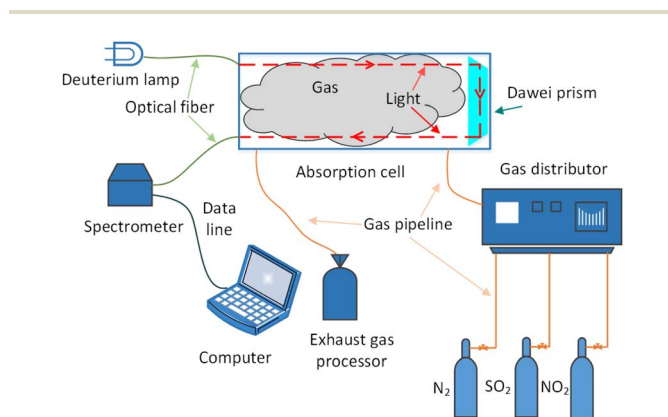 Deuterium lamp
Gas
Light
Dawei prism
Optical fiber
Absorption cell
Gas distributor
Spectrometer
Data
line
Gas pipeline
Computer
Exhaust gas
processor
N₂
SO₂
NO₂